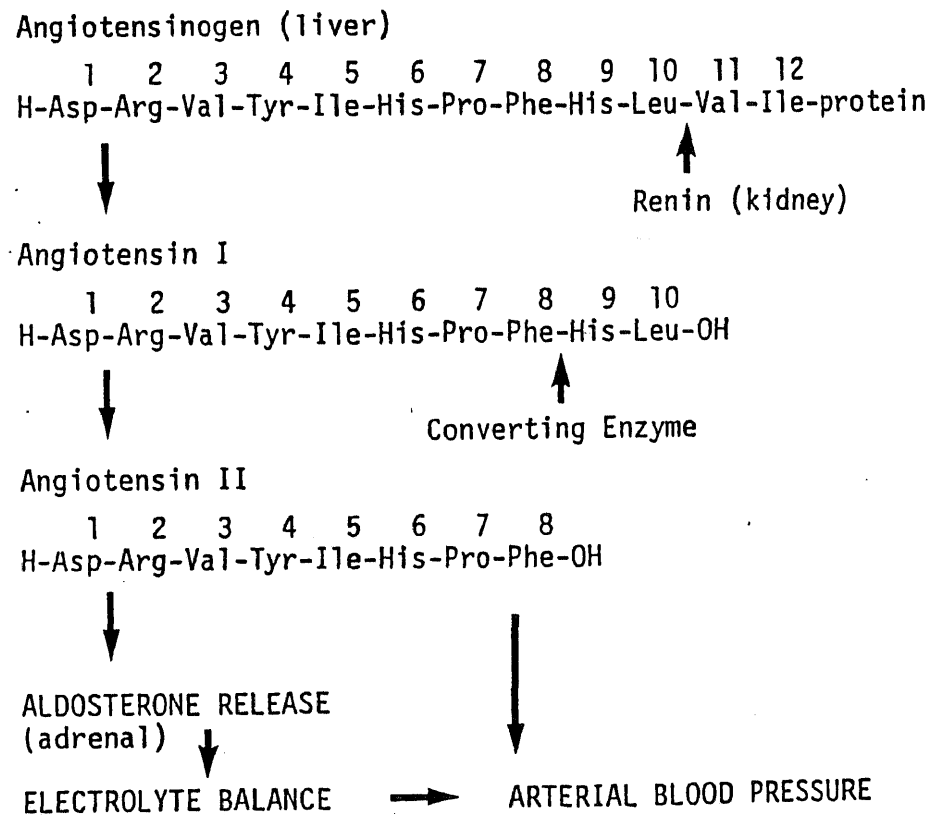 Angiotensinogen (liver)
1 2 3 4 5 6 7 8 9 10 11 12
H-Asp-Arg-Val-Tyr-Ile-His-Pro-Phe-His-Leu-Val-Ile-protein
Renin (kidney)
Angiotensin I
1 2 3 4 5 6 7 8 9 10
H-Asp-Arg-Val-Tyr-Ile-His-Pro-Phe-His-Leu-OH
Converting Enzyme
Angiotensin II
1 2 3 4 5 6 7 8
H-Asp-Arg-Val-Tyr-Ile-His-Pro-Phe-OH
ALDOSTERONE RELEASE
(adrenal)
ELECTROLYTE BALANCE ARTERIAL BLOOD PRESSURE